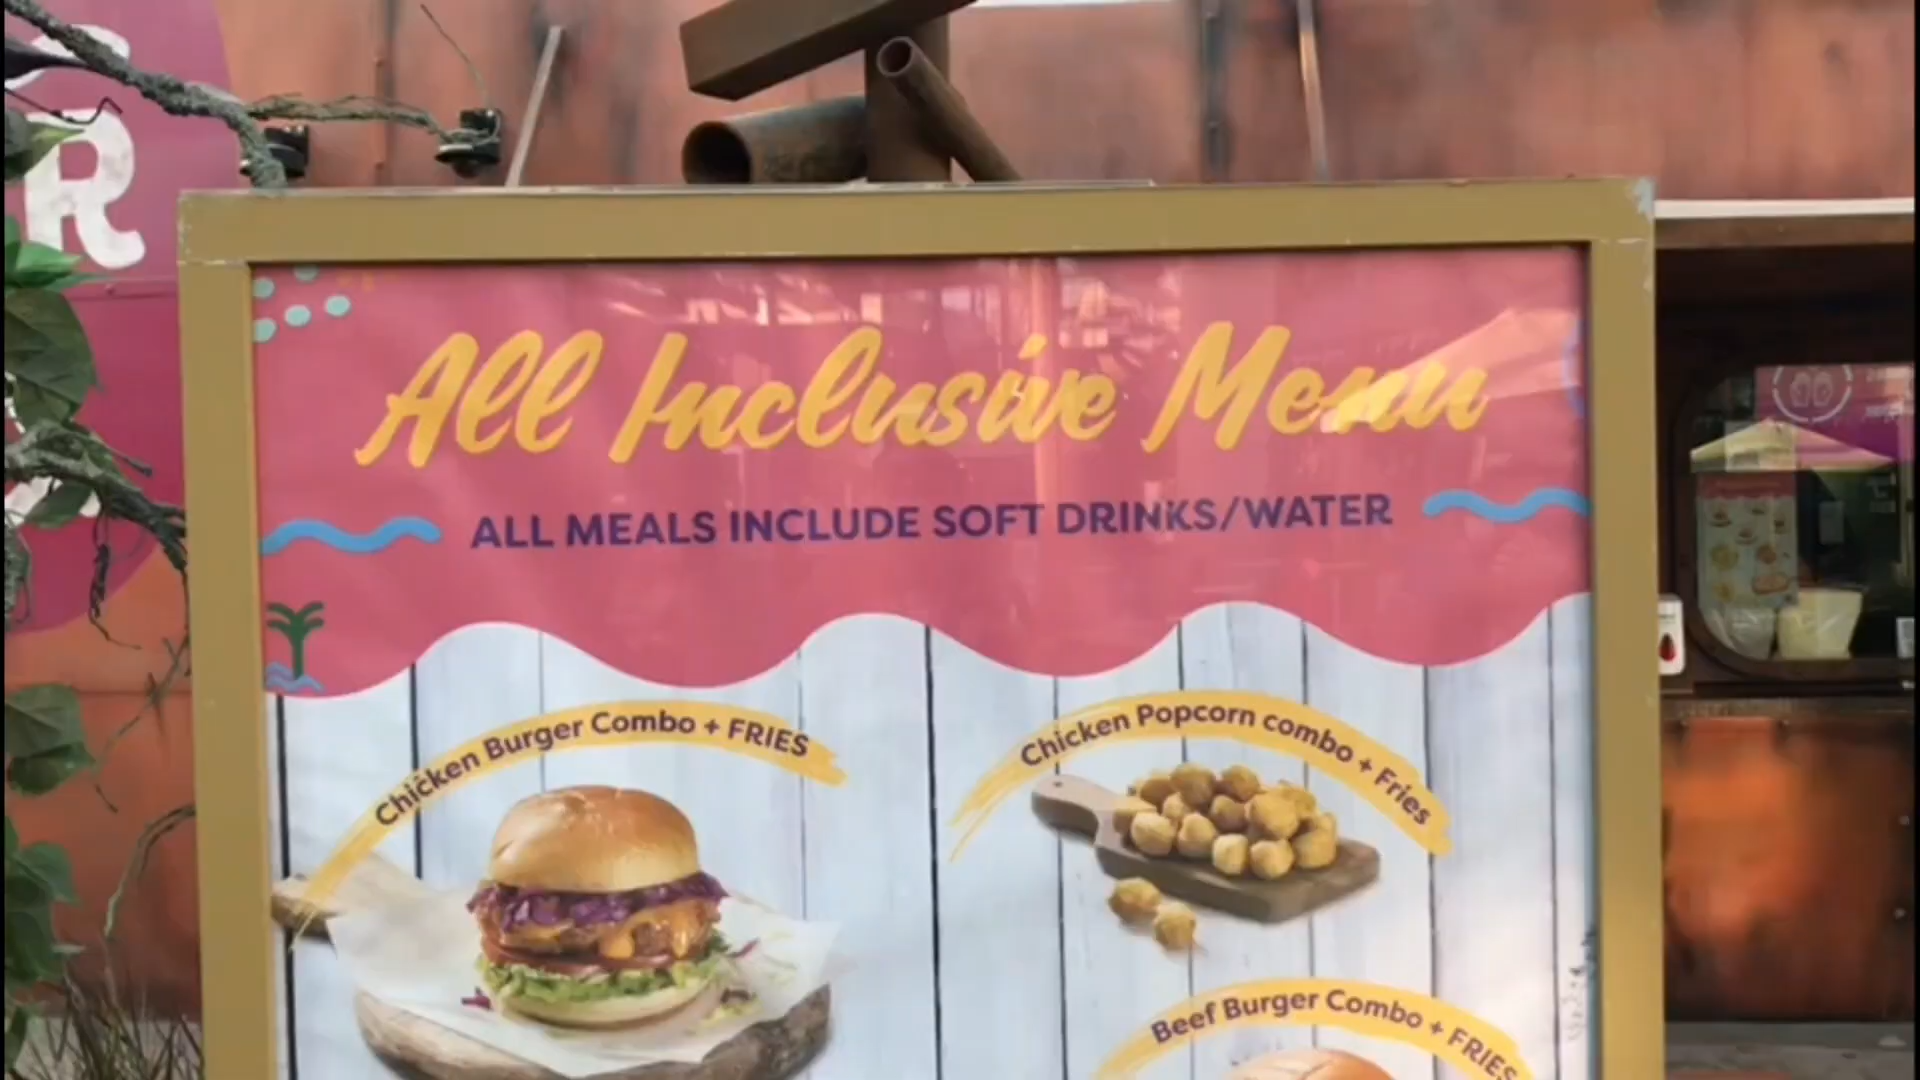 R
All Inclusive Menu
ALL MEALS INCLUDE SOFT DRINKS/WATER
Chicken Burger Combo + FRIES
Chicken Popcorn combo + Fries
Beef Burger Combo + FRIES